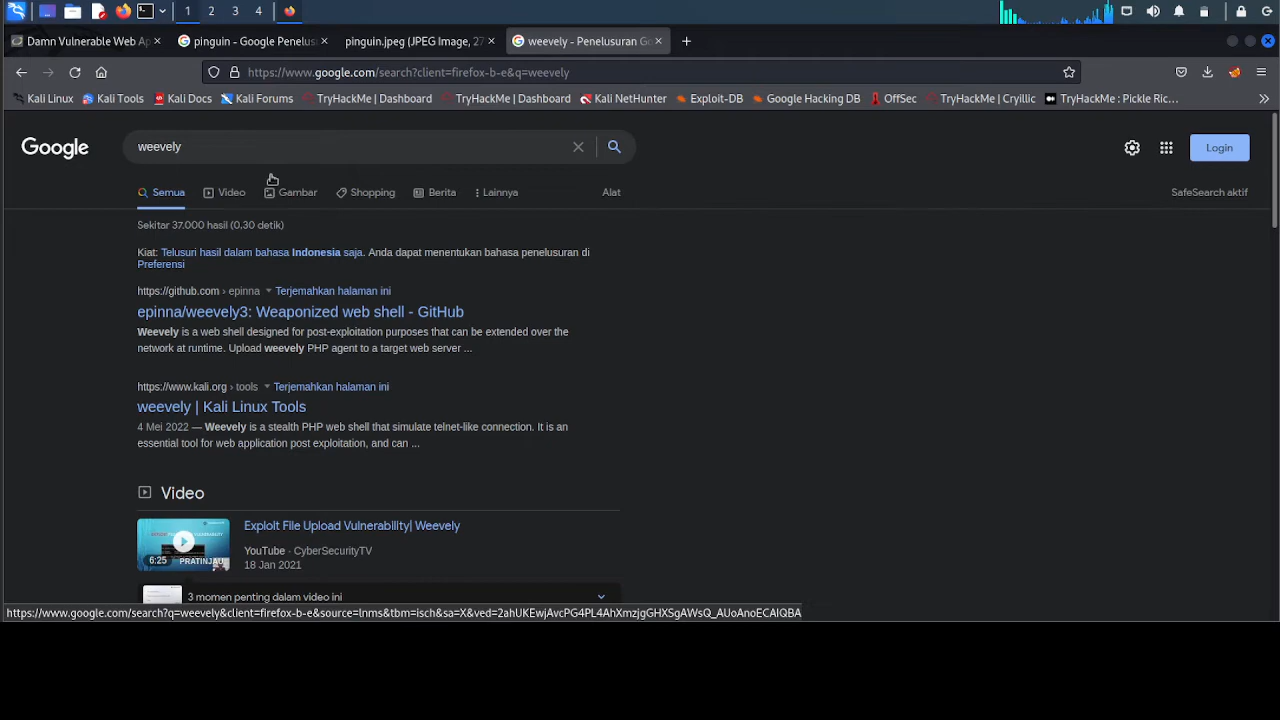 1 2 3 4
Damn Vulnerable Web Ap
pinguin - Google Penelus
pinguin.jpeg (JPEG Image, 27
weevely - Penelusuran Go
https://www.google.com/search?client=firefox-b-e&q=weevely
Kali Linux
Kali Tools
Kali Docs
Kali Forums
TryHackMe | Dashboard
TryHackMe | Dashboard
Kali NetHunter
Exploit-DB
Google Hacking DB
OffSec
TryHackMe | Cryillic
TryHackMe : Pickle Ric...
Google
weevely
Login
Semua
Video
Gambar
Shopping
Berita
Lainnya
Alat
SafeSearch aktif
Sekitar 37.000 hasil (0,30 detik)
Kiat: Telusuri hasil dalam bahasa Indonesia saja. Anda dapat menentukan bahasa penelusuran di
Preferensi
https://github.com › epinna Terjemahkan halaman ini
epinna/weevely3: Weaponized web shell - GitHub
Weevely is a web shell designed for post-exploitation purposes that can be extended over the
network at runtime. Upload weevely PHP agent to a target web server ...
https://www.kali.org › tools Terjemahkan halaman ini
weevely | Kali Linux Tools
4 Mei 2022 — Weevely is a stealth PHP web shell that simulate telnet-like connection. It is an
essential tool for web application post exploitation, and can ...
Video
Exploit File Upload Vulnerability| Weevely
YouTube · CyberSecurityTV
18 Jan 2021
6:25
PRATINJAU
3 momen penting dalam video ini
https://www.google.com/search?q=weevely&client=firefox-b-e&source=lnms&tbm=isch&sa=X&ved=2ahUKEwjAvcPG4PL4AhXmzjgGHXSgAWsQ_AUoAnoECAIQBA